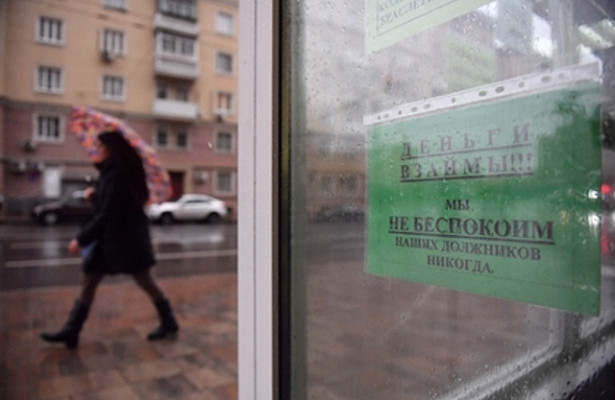 ДЕНЬГИ
ВЗАЙМЫ!!!
МЫ
НЕ БЕСПОКОИМ
НАШИХ ДОЛЖНИКОВ
НИКОГДА.